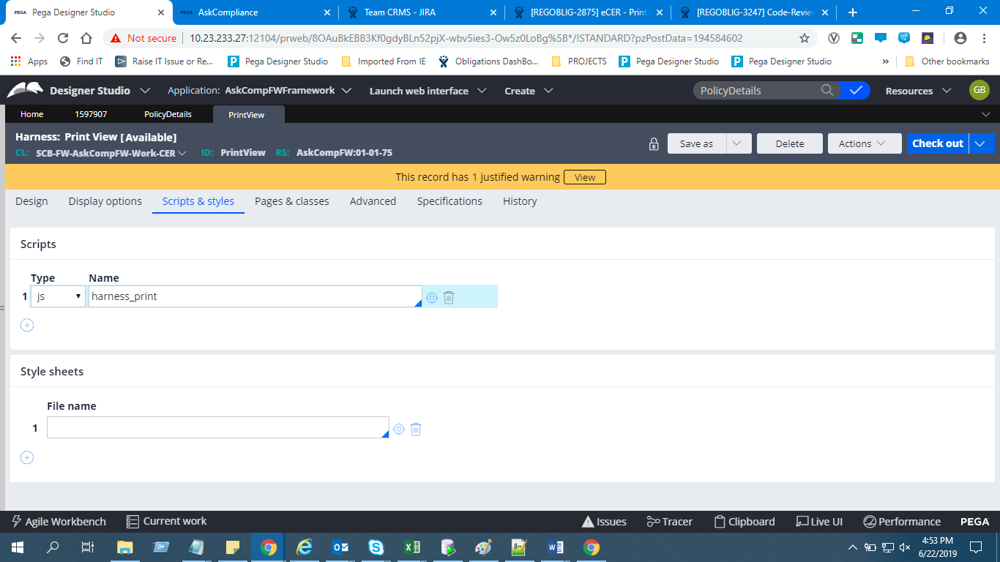 PEGA Pega Designer Studio
PEGA AskCompliance
Team CRMS - JIRA
[REGOBLIG-2875] eCER - Print
[REGOBLIG-3247] Code-Review
Not secure 10.23.233.27:12104/prweb/8OAuBkEBB3Kf0gdyBLn52pjX-wbv5ies3-Ow5z0LoBg%5B*/!STANDARD?pzPostData=194584602
Apps Find IT Raise IT Issue or Re... Pega Designer Studio Imported From IE Obligations DashBo... PROJECTS Pega Designer Studio Pega Designer Studio » Other bookmarks
Designer Studio Application: AskCompFWFramework Launch web interface Create PolicyDetails Resources GB
Home 1597907 PolicyDetails PrintView
Harness: Print View [Available]
CL: SCB-FW-AskCompFW-Work-CER ID: PrintView RS: AskCompFW:01-01-75
Save as Delete Actions Check out
This record has 1 justified warning View
Design Display options Scripts & styles Pages & classes Advanced Specifications History
Scripts
Type Name
1 js harness_print
Style sheets
File name
1
Agile Workbench Current work Issues Tracer Clipboard Live UI Performance PEGA
4:53 PM
6/22/2019